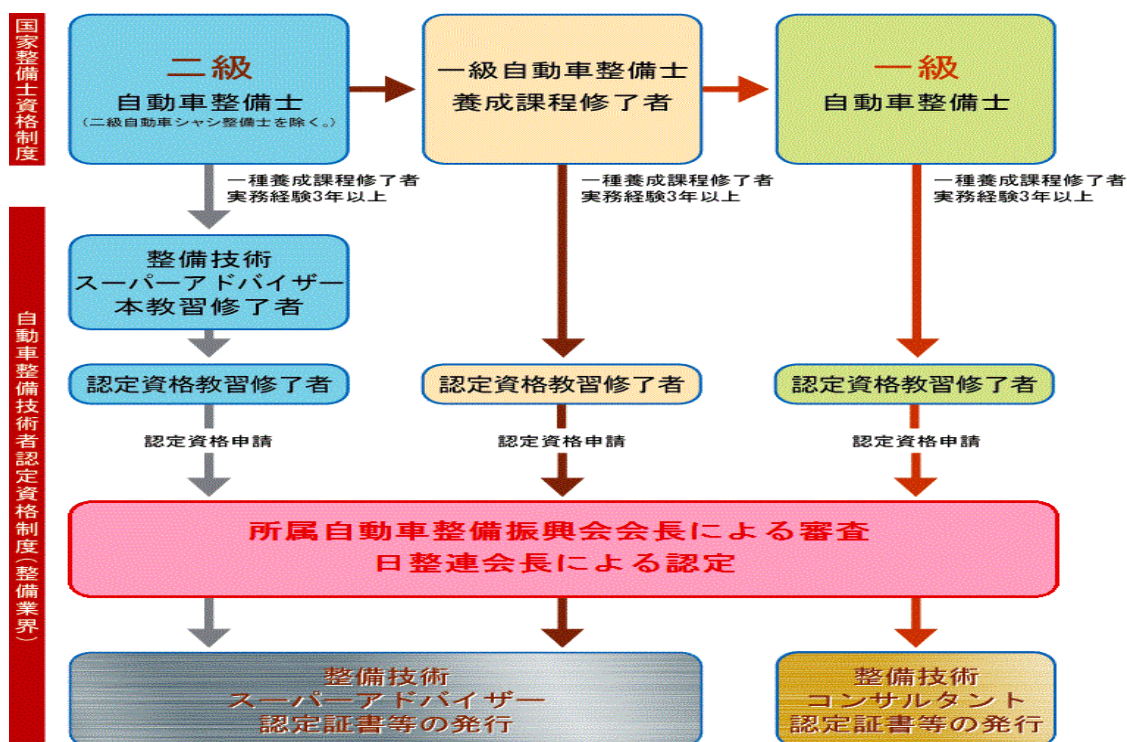 国家整備士資格制度
二級
自動車整備士
（二級自動車シャシ整備士を除く。）
一級自動車整備士
養成課程修了者
一級
自動車整備士
一種養成課程修了者
実務経験3年以上
一種養成課程修了者
実務経験3年以上
一種養成課程修了者
実務経験3年以上
自動車整備技術者認定資格制度（整備業界）
整備技術
スーパーアドバイザー
本教習修了者
認定資格教習修了者
認定資格教習修了者
認定資格教習修了者
認定資格申請
認定資格申請
認定資格申請
所属自動車整備振興会会長による審査
日整連会長による認定
整備技術
スーパーアドバイザー
認定証書等の発行
整備技術
コンサルタント
認定証書等の発行